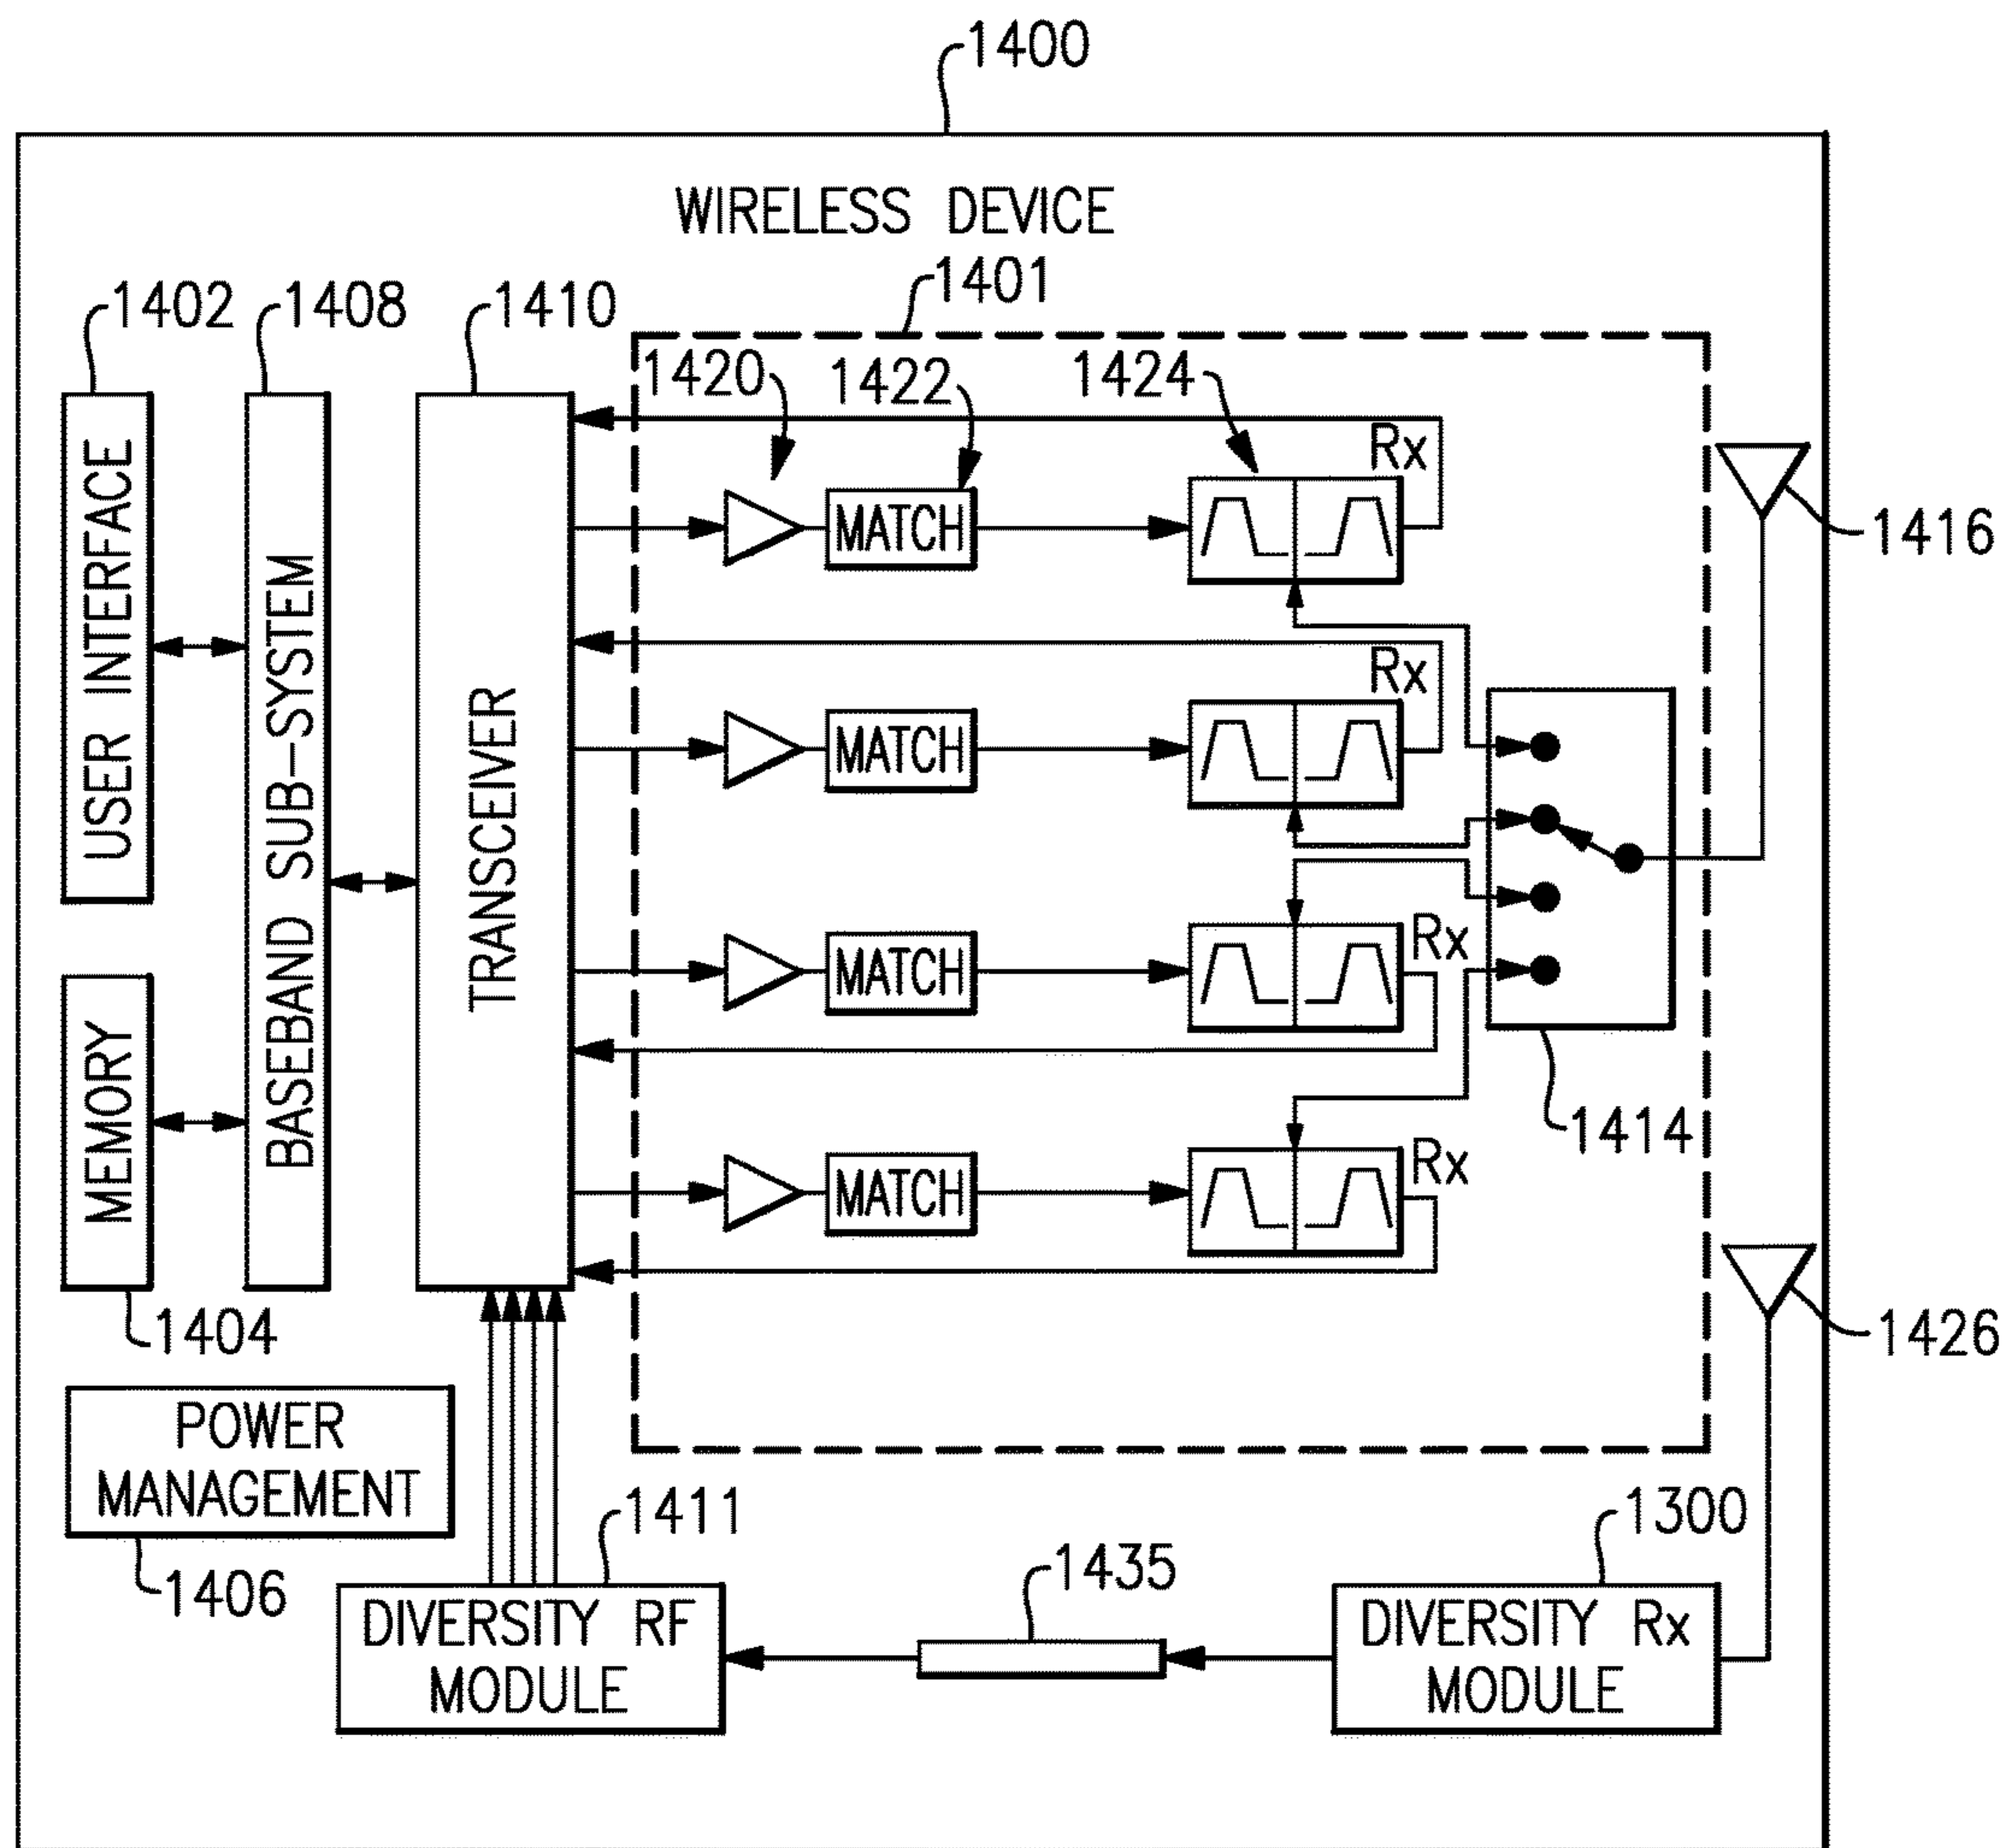 1400
WIRELESS DEVICE
1401
1402
1408
1410
1420
1422
1424
Rx
USER INTERFACE
BASEBAND SUB-SYSTEM
TRANSCEIVER
MATCH
1416
Rx
MATCH
Rx
MATCH
MEMORY
1414
Rx
MATCH
1404
1426
POWER
MANAGEMENT
1406
1411
1435
1300
DIVERSITY RF
MODULE
DIVERSITY Rx
MODULE